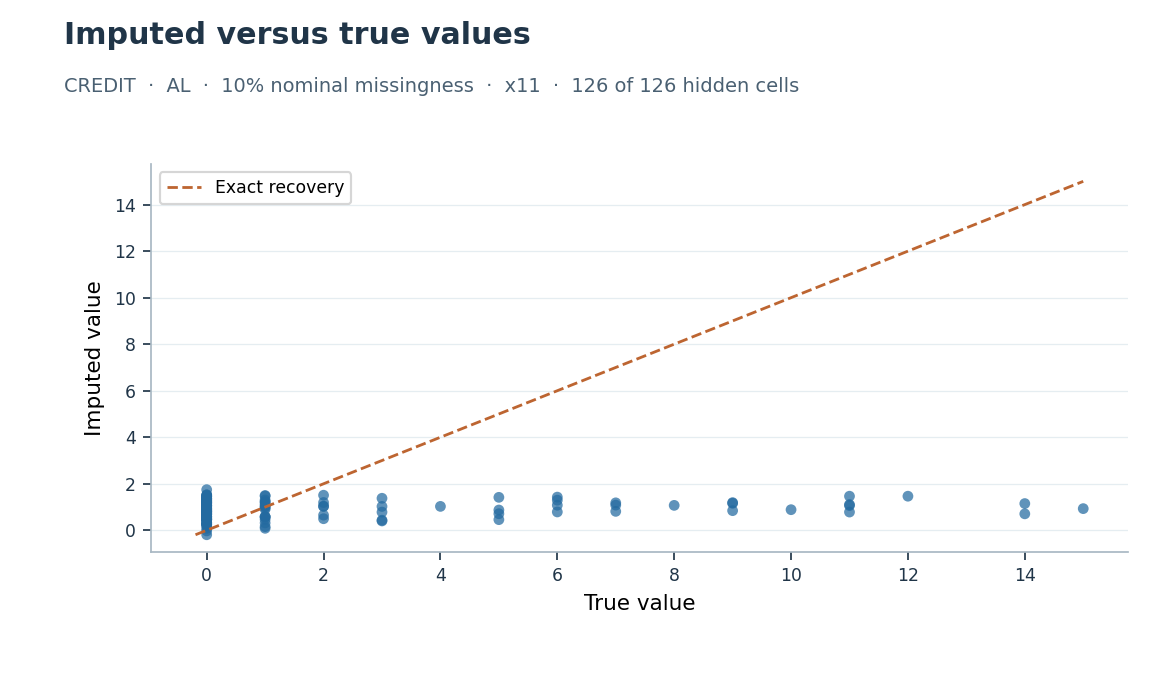 Imputed versus true values
CREDIT · AL · 10% nominal missingness · x11 · 126 of 126 hidden cells
Exact recovery
14
12
10
8
6
4
2
0
Imputed value
0 2 4 6 8 10 12 14
True value